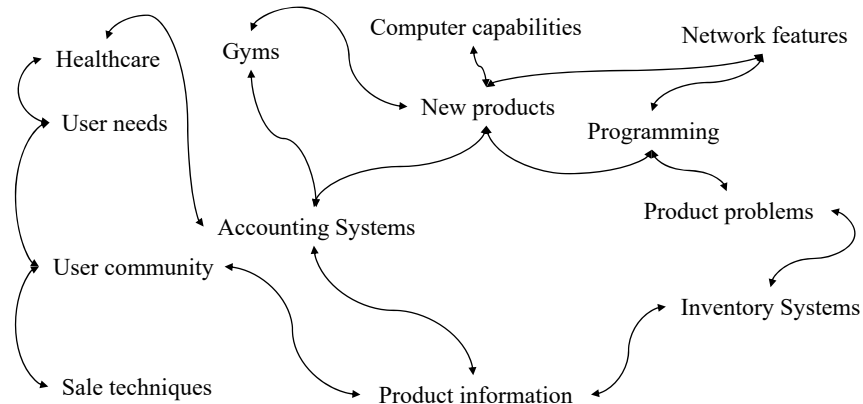 Computer capabilities
Network features
Healthcare
Gyms
New products
User needs
Programming
Product problems
Accounting Systems
User community
Inventory Systems
Sale techniques
Product information